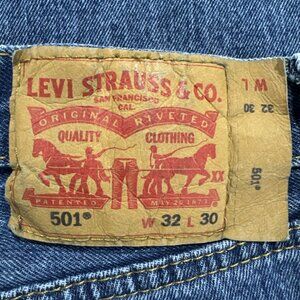 LEVI STRAUSS & CO.
SAN FRANCISCO
CAL.
ORIGINAL RIVETED
QUALITY CLOTHING
XX
PATENTED MAY 20 1873
501® W 32 L 30
W L
32 30
501®